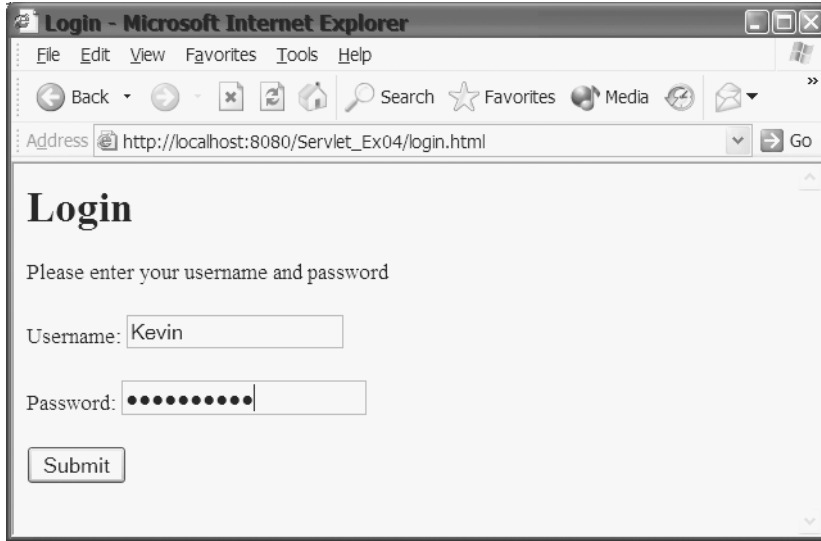 Login - Microsoft Internet Explorer
File Edit View Favorites Tools Help
Back Search Favorites Media »
Address http://localhost:8080/Servlet_Ex04/login.html Go
Login
Please enter your username and password
Username: Kevin
Password: ●●●●●●●●●●
Submit